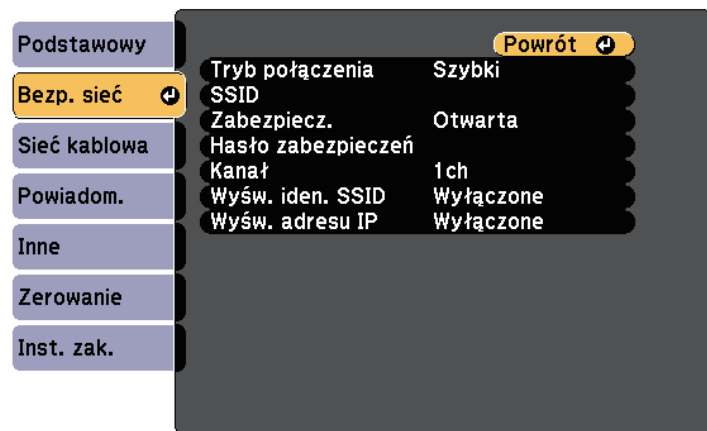 Podstawowy
Bezp. sieć
Sieć kablowa
Powiadom.
Inne
Zerowanie
Inst. zak.
Powrót
Tryb połączenia Szybki
SSID
Zabezpiecz. Otwarta
Hasło zabezpieczeń
Kanał 1ch
Wyśw. iden. SSID Wyłączone
Wyśw. adresu IP Wyłączone